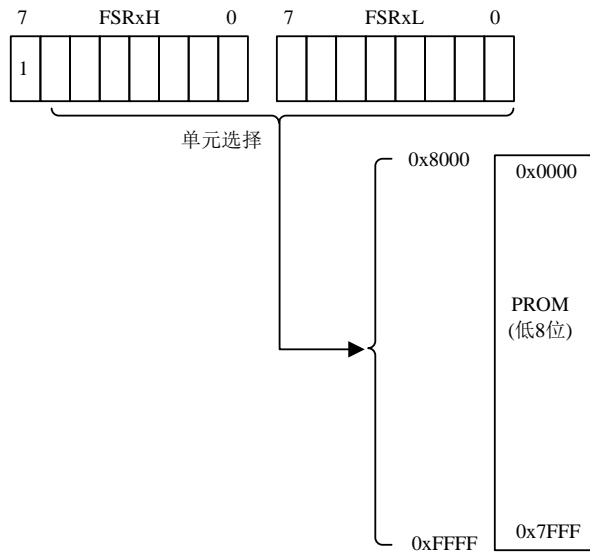 7 FSRxH 0 7 FSRxL 0
1
单元选择
0x8000 0x0000
PROM
(低8位)
0xFFFF 0x7FFF